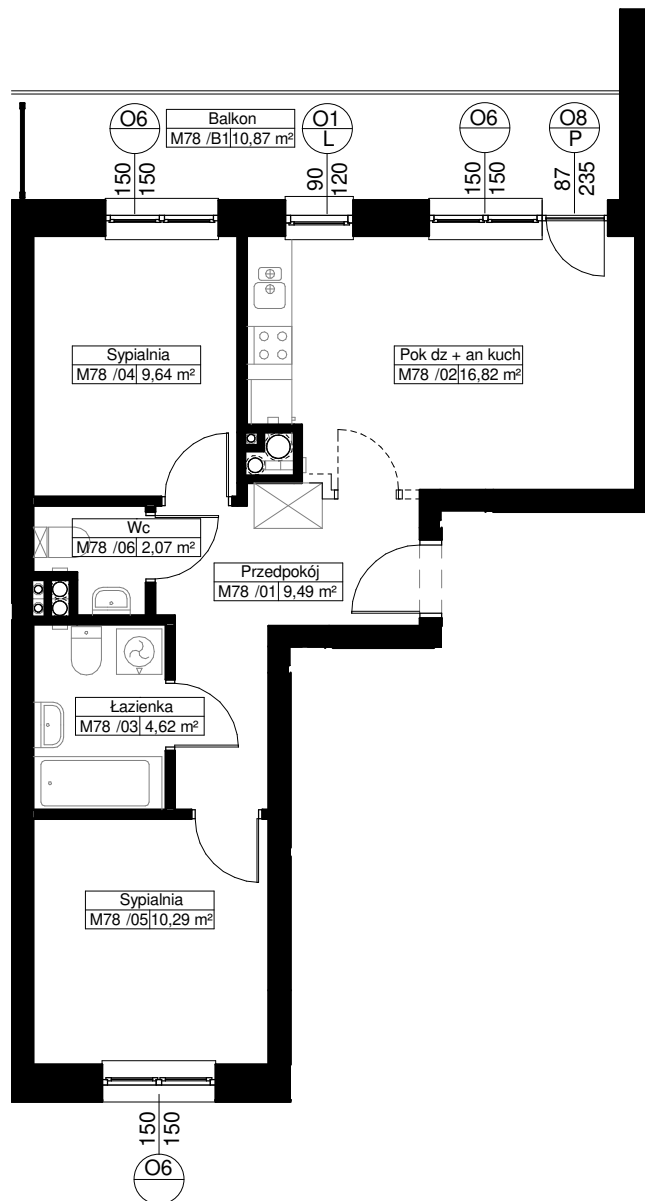 O6
Balkon
M78 /B1 10,87 m²
O1
L
O6
O8
P
150
150
90
120
150
150
87
235
Sypialnia
M78 /04 9,64 m²
Pok dz + an kuch
M78 /02 16,82 m²
Wc
M78 /06 2,07 m²
Przedpokój
M78 /01 9,49 m²
Łazienka
M78 /03 4,62 m²
Sypialnia
M78 /05 10,29 m²
150
150
O6